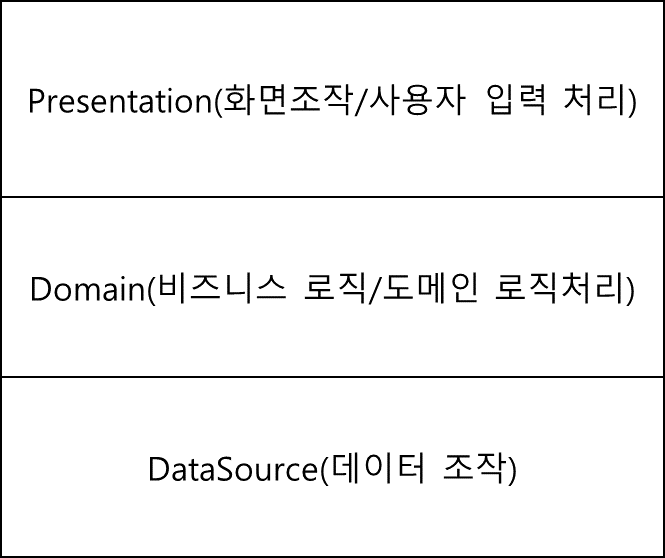 Presentation(화면조작/사용자 입력 처리)
Domain(비즈니스 로직/도메인 로직처리)
DataSource(데이터 조작)